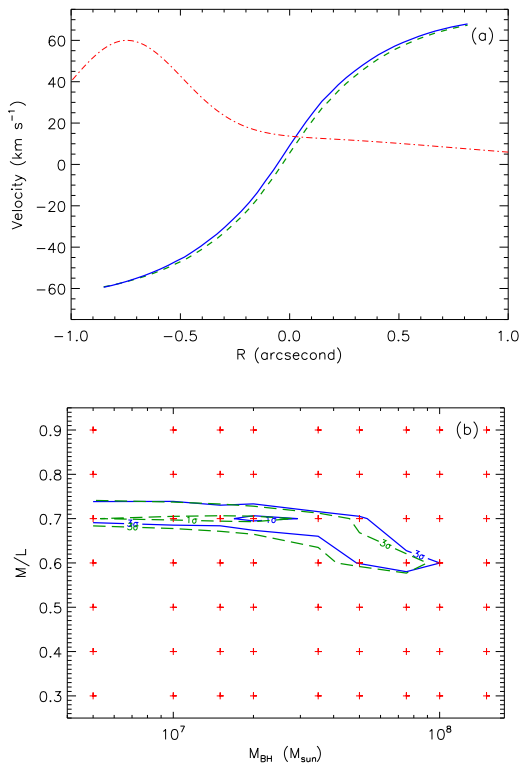 (a)
60
40
20
0
−20
−40
−60
Velocity (km s⁻¹)
−1.0 −0.5 0.0 0.5 1.0
R (arcsecond)
(b)
0.9
0.8
0.7
0.6
0.5
0.4
0.3
M/L
1σ 1σ
3σ
3σ
3σ
3σ
10⁷ 10⁸
M_BH (M_sun)